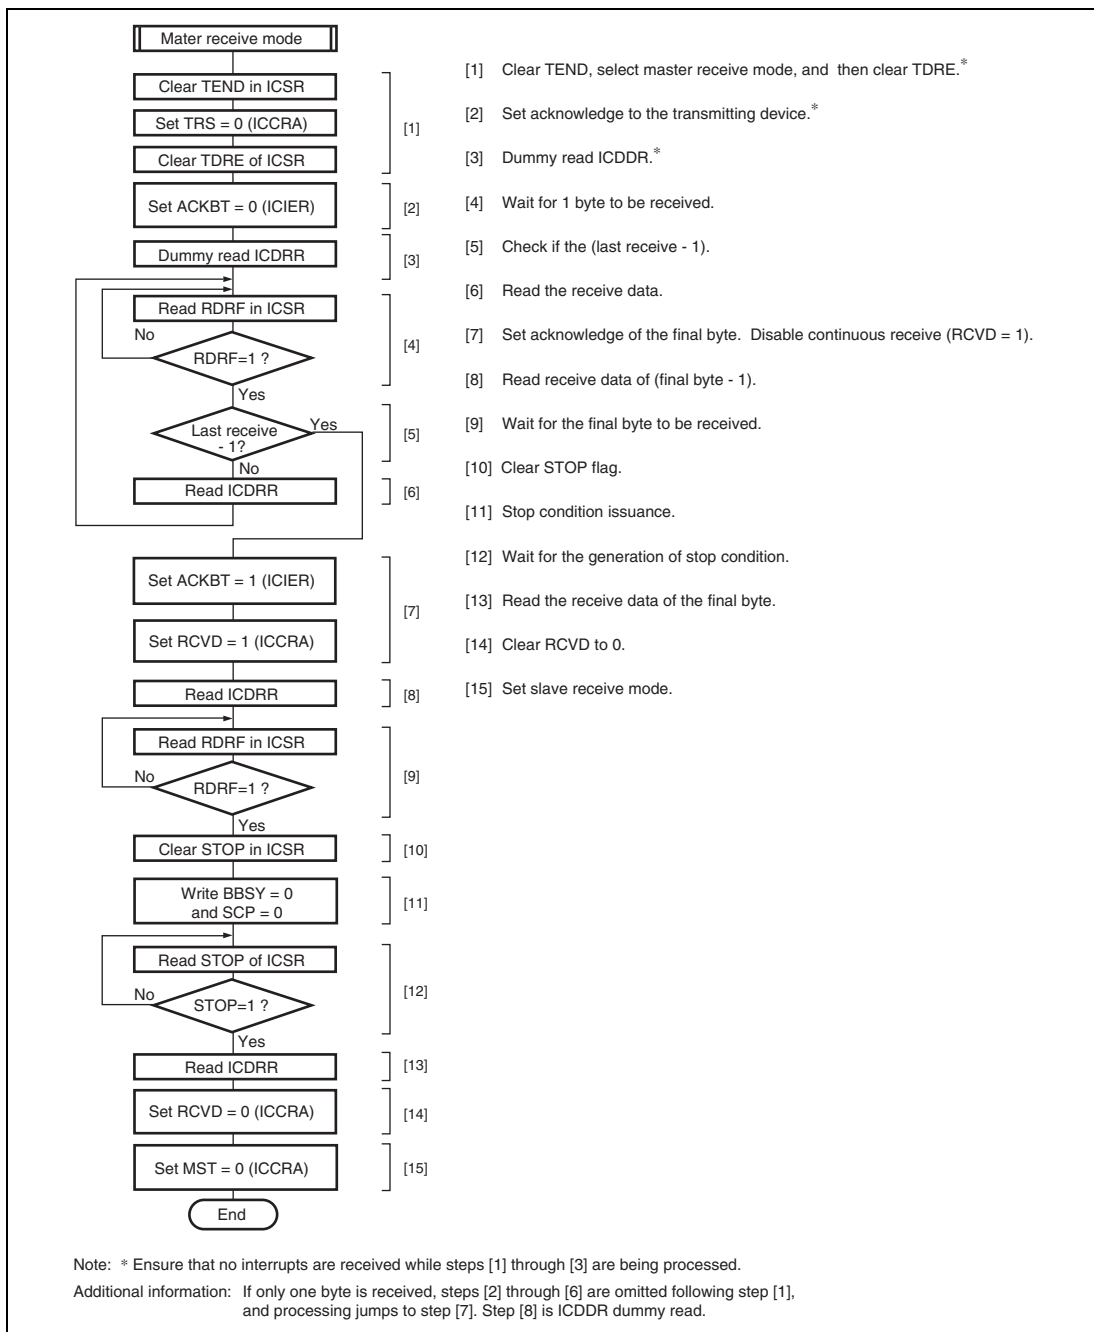 Mater receive mode
Clear TEND in ICSR
Set TRS = 0 (ICCRA)
Clear TDRE of ICSR
[1]
Set ACKBT = 0 (ICIER)
[2]
Dummy read ICDRR
[3]
Read RDRF in ICSR
No
RDRF=1 ?
[4]
Yes
Last receive
- 1?
Yes
[5]
No
Read ICDRR
[6]
Set ACKBT = 1 (ICIER)
Set RCVD = 1 (ICCRA)
[7]
Read ICDRR
[8]
Read RDRF in ICSR
No
RDRF=1 ?
[9]
Yes
Clear STOP in ICSR
[10]
Write BBSY = 0
and SCP = 0
[11]
Read STOP of ICSR
No
STOP=1 ?
[12]
Yes
Read ICDRR
[13]
Set RCVD = 0 (ICCRA)
[14]
Set MST = 0 (ICCRA)
[15]
End
[1] Clear TEND, select master receive mode, and then clear TDRE.*
[2] Set acknowledge to the transmitting device.*
[3] Dummy read ICDDR.*
[4] Wait for 1 byte to be received.
[5] Check if the (last receive - 1).
[6] Read the receive data.
[7] Set acknowledge of the final byte. Disable continuous receive (RCVD = 1).
[8] Read receive data of (final byte - 1).
[9] Wait for the final byte to be received.
[10] Clear STOP flag.
[11] Stop condition issuance.
[12] Wait for the generation of stop condition.
[13] Read the receive data of the final byte.
[14] Clear RCVD to 0.
[15] Set slave receive mode.
Note: * Ensure that no interrupts are received while steps [1] through [3] are being processed.
Additional information: If only one byte is received, steps [2] through [6] are omitted following step [1],
and processing jumps to step [7]. Step [8] is ICDDR dummy read.